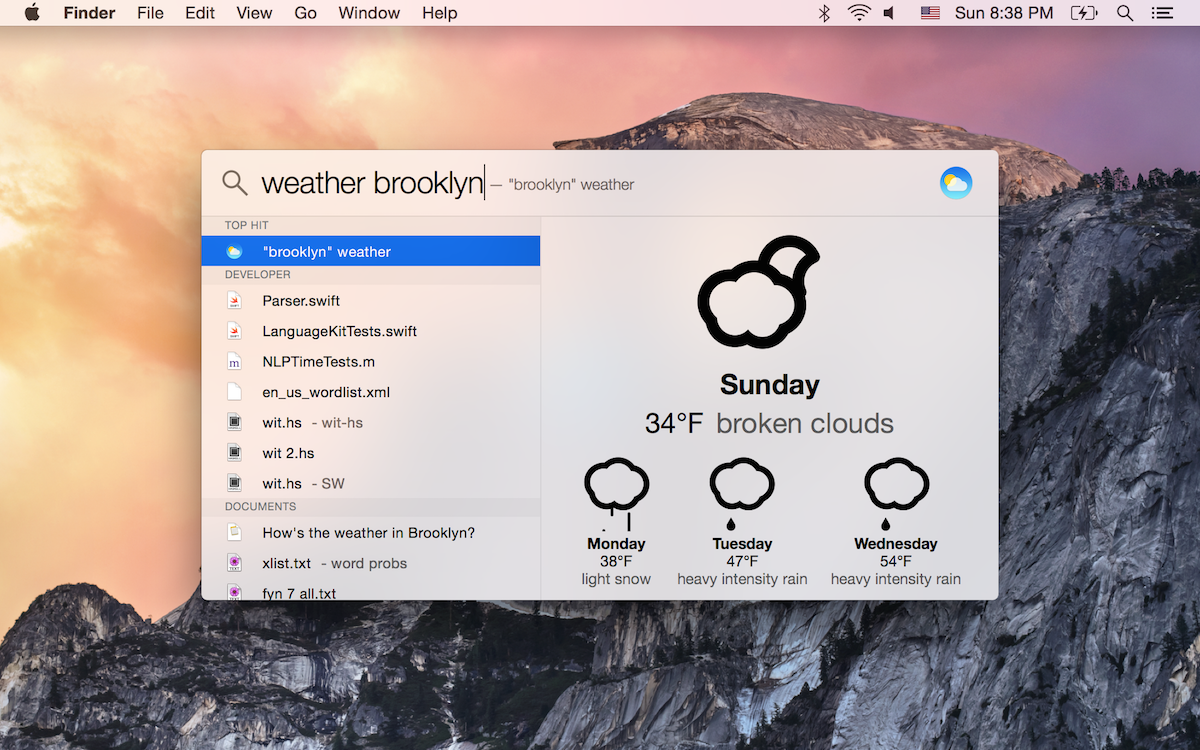 Finder File Edit View Go Window Help Sun 8:38 PM
weather brooklyn — "brooklyn" weather
TOP HIT
"brooklyn" weather
DEVELOPER
Parser.swift
LanguageKitTests.swift
m NLPTimeTests.m
en_us_wordlist.xml
wit.hs - wit-hs
wit 2.hs
wit.hs - SW
DOCUMENTS
How's the weather in Brooklyn?
xlist.txt - word probs
fyn 7 all.txt
Sunday
34°F broken clouds
Monday Tuesday Wednesday
38°F 47°F 54°F
light snow heavy intensity rain heavy intensity rain